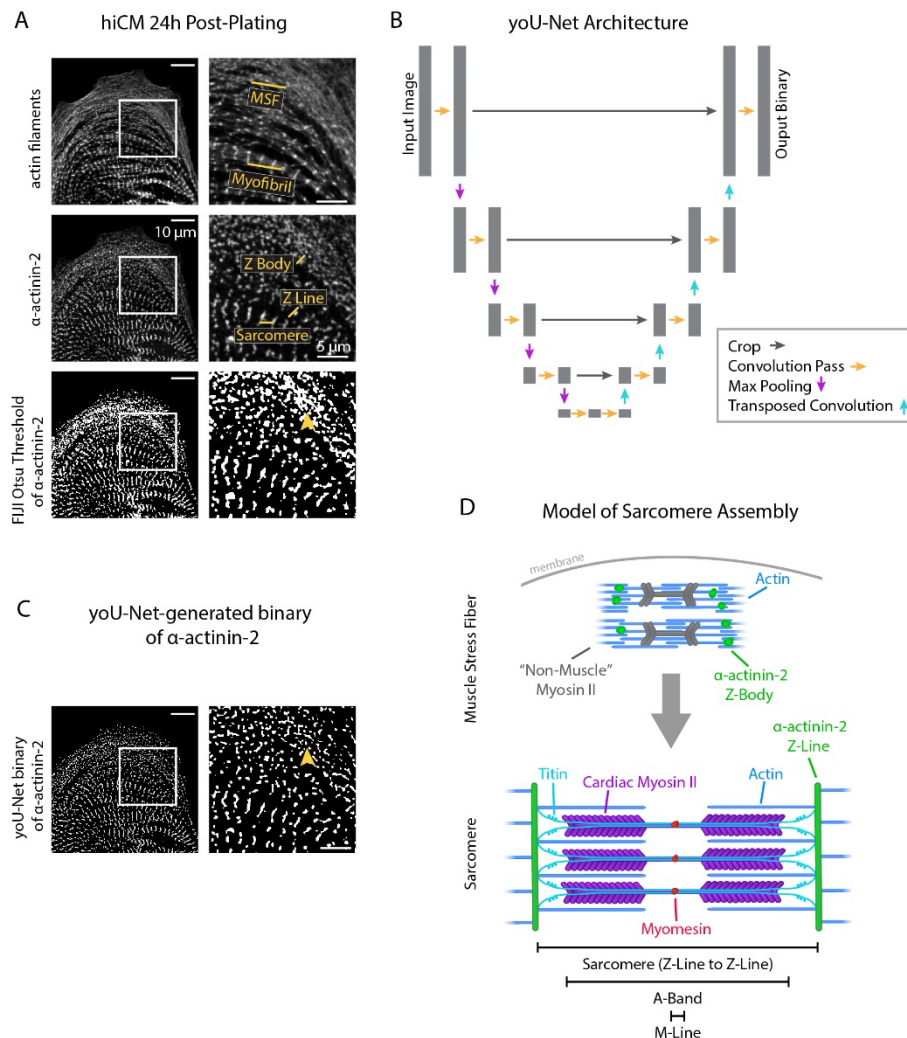 A
hiCM 24h Post-Plating
actin filaments
MSF
Myofibril
α-actinin-2
10 μm
Z Body
Z Line
Sarcomere
5 μm
FIJI Otsu Threshold
of α-actinin-2
B
yoU-Net Architecture
Input Image
Ouput Binary
Crop
Convolution Pass
Max Pooling
Transposed Convolution
C
yoU-Net-generated binary
of α-actinin-2
yoU-Net binary
of α-actinin-2
D
Model of Sarcomere Assembly
Muscle Stress Fiber
membrane
Actin
"Non-Muscle"
Myosin II
α-actinin-2
Z-Body
α-actinin-2
Z-Line
Sarcomere
Titin
Cardiac Myosin II
Actin
Myomesin
Sarcomere (Z-Line to Z-Line)
A-Band
M-Line